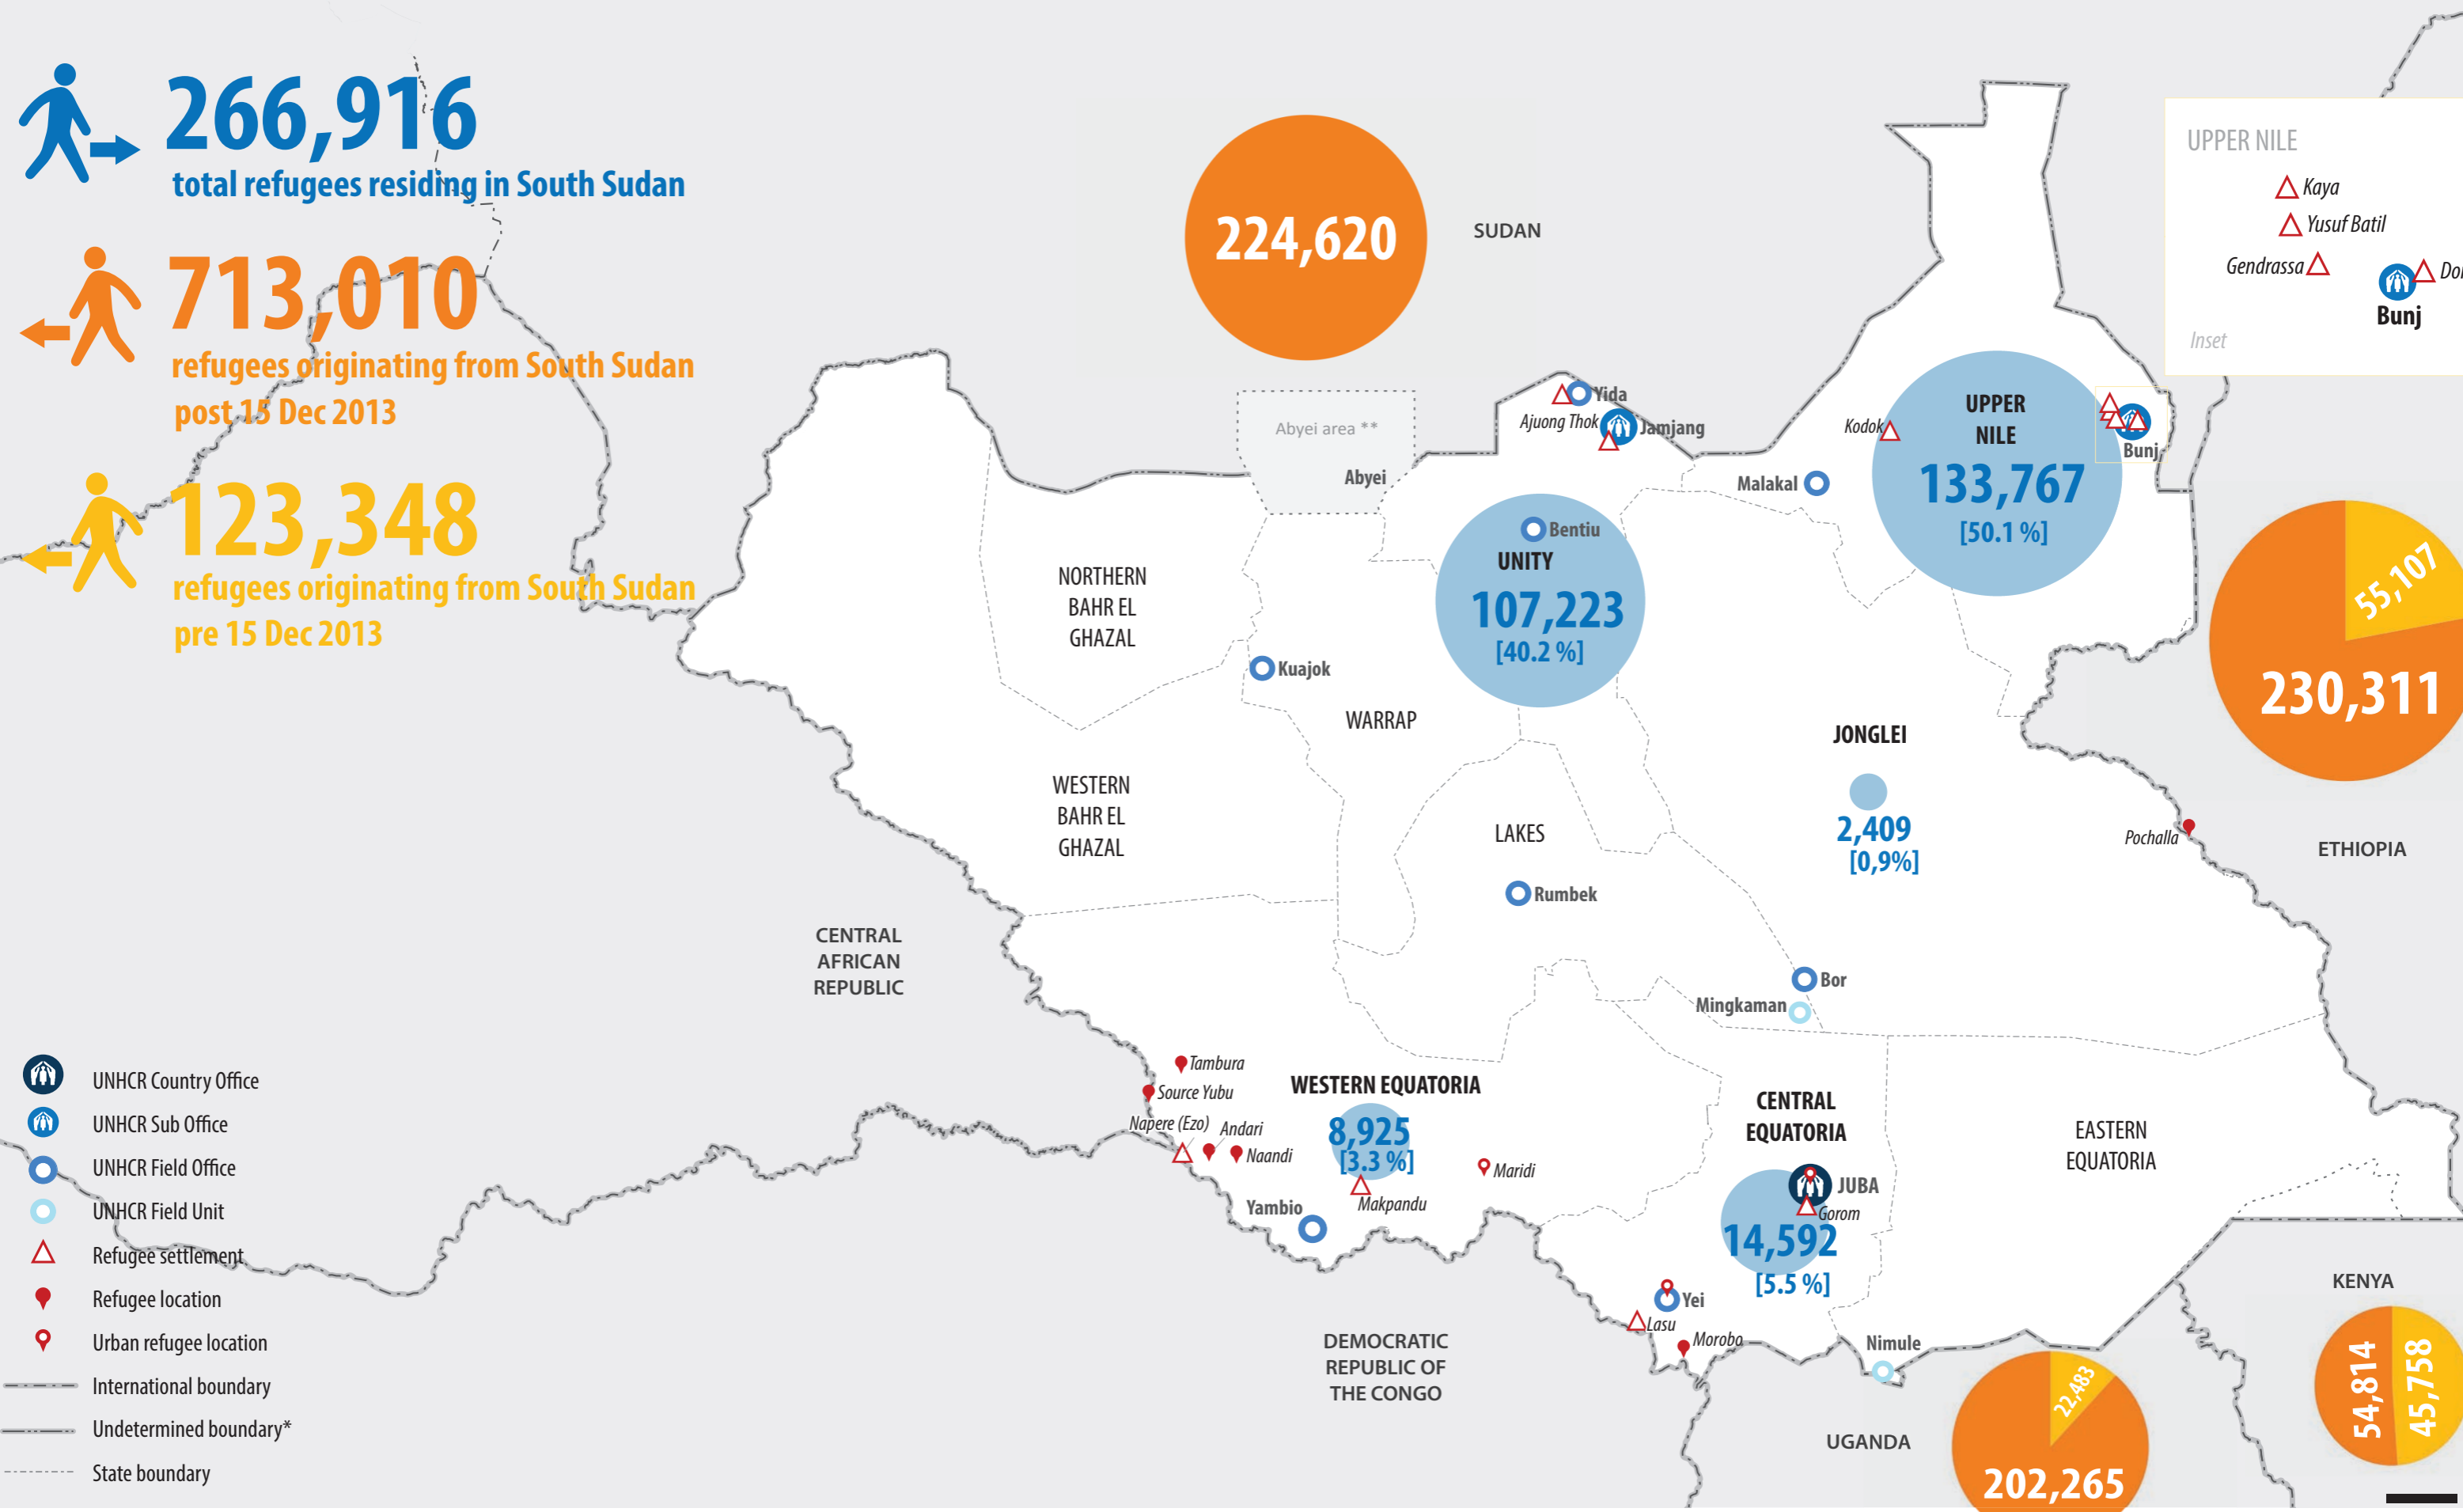 266,916
total refugees residing in South Sudan
713,010
refugees originating from South Sudan
post 15 Dec 2013
123,348
refugees originating from South Sudan
pre 15 Dec 2013
224,620
SUDAN
UPPER NILE
Kaya
Yusuf Batil
Gendrassa
Bunj
Inset
Abyei area **
Abyei
Yida
Ajuong Thok
Jamjang
Kodok
UPPER
NILE
133,767
[50.1 %]
Bunj
Malakal
Bentiu
UNITY
107,223
[40.2 %]
55,107
230,311
NORTHERN
BAHR EL
GHAZAL
Kuajok
WARRAP
JONGLEI
2,409
[0,9%]
WESTERN
BAHR EL
GHAZAL
LAKES
Rumbek
Pochalla
ETHIOPIA
CENTRAL
AFRICAN
REPUBLIC
Bor
Mingkaman
Tambura
Source Yubu
Napere (Ezo)
Andari
Naandi
WESTERN EQUATORIA
8,925
[3.3 %]
Makpandu
Maridi
Yambio
CENTRAL
EQUATORIA
JUBA
Gorom
14,592
[5.5 %]
EASTERN
EQUATORIA
Yei
Lasu
Morobo
Nimule
KENYA
54,814
45,758
DEMOCRATIC
REPUBLIC OF
THE CONGO
UGANDA
22,483
202,265
UNHCR Country Office
UNHCR Sub Office
UNHCR Field Office
UNHCR Field Unit
Refugee settlement
Refugee location
Urban refugee location
International boundary
Undetermined boundary*
State boundary